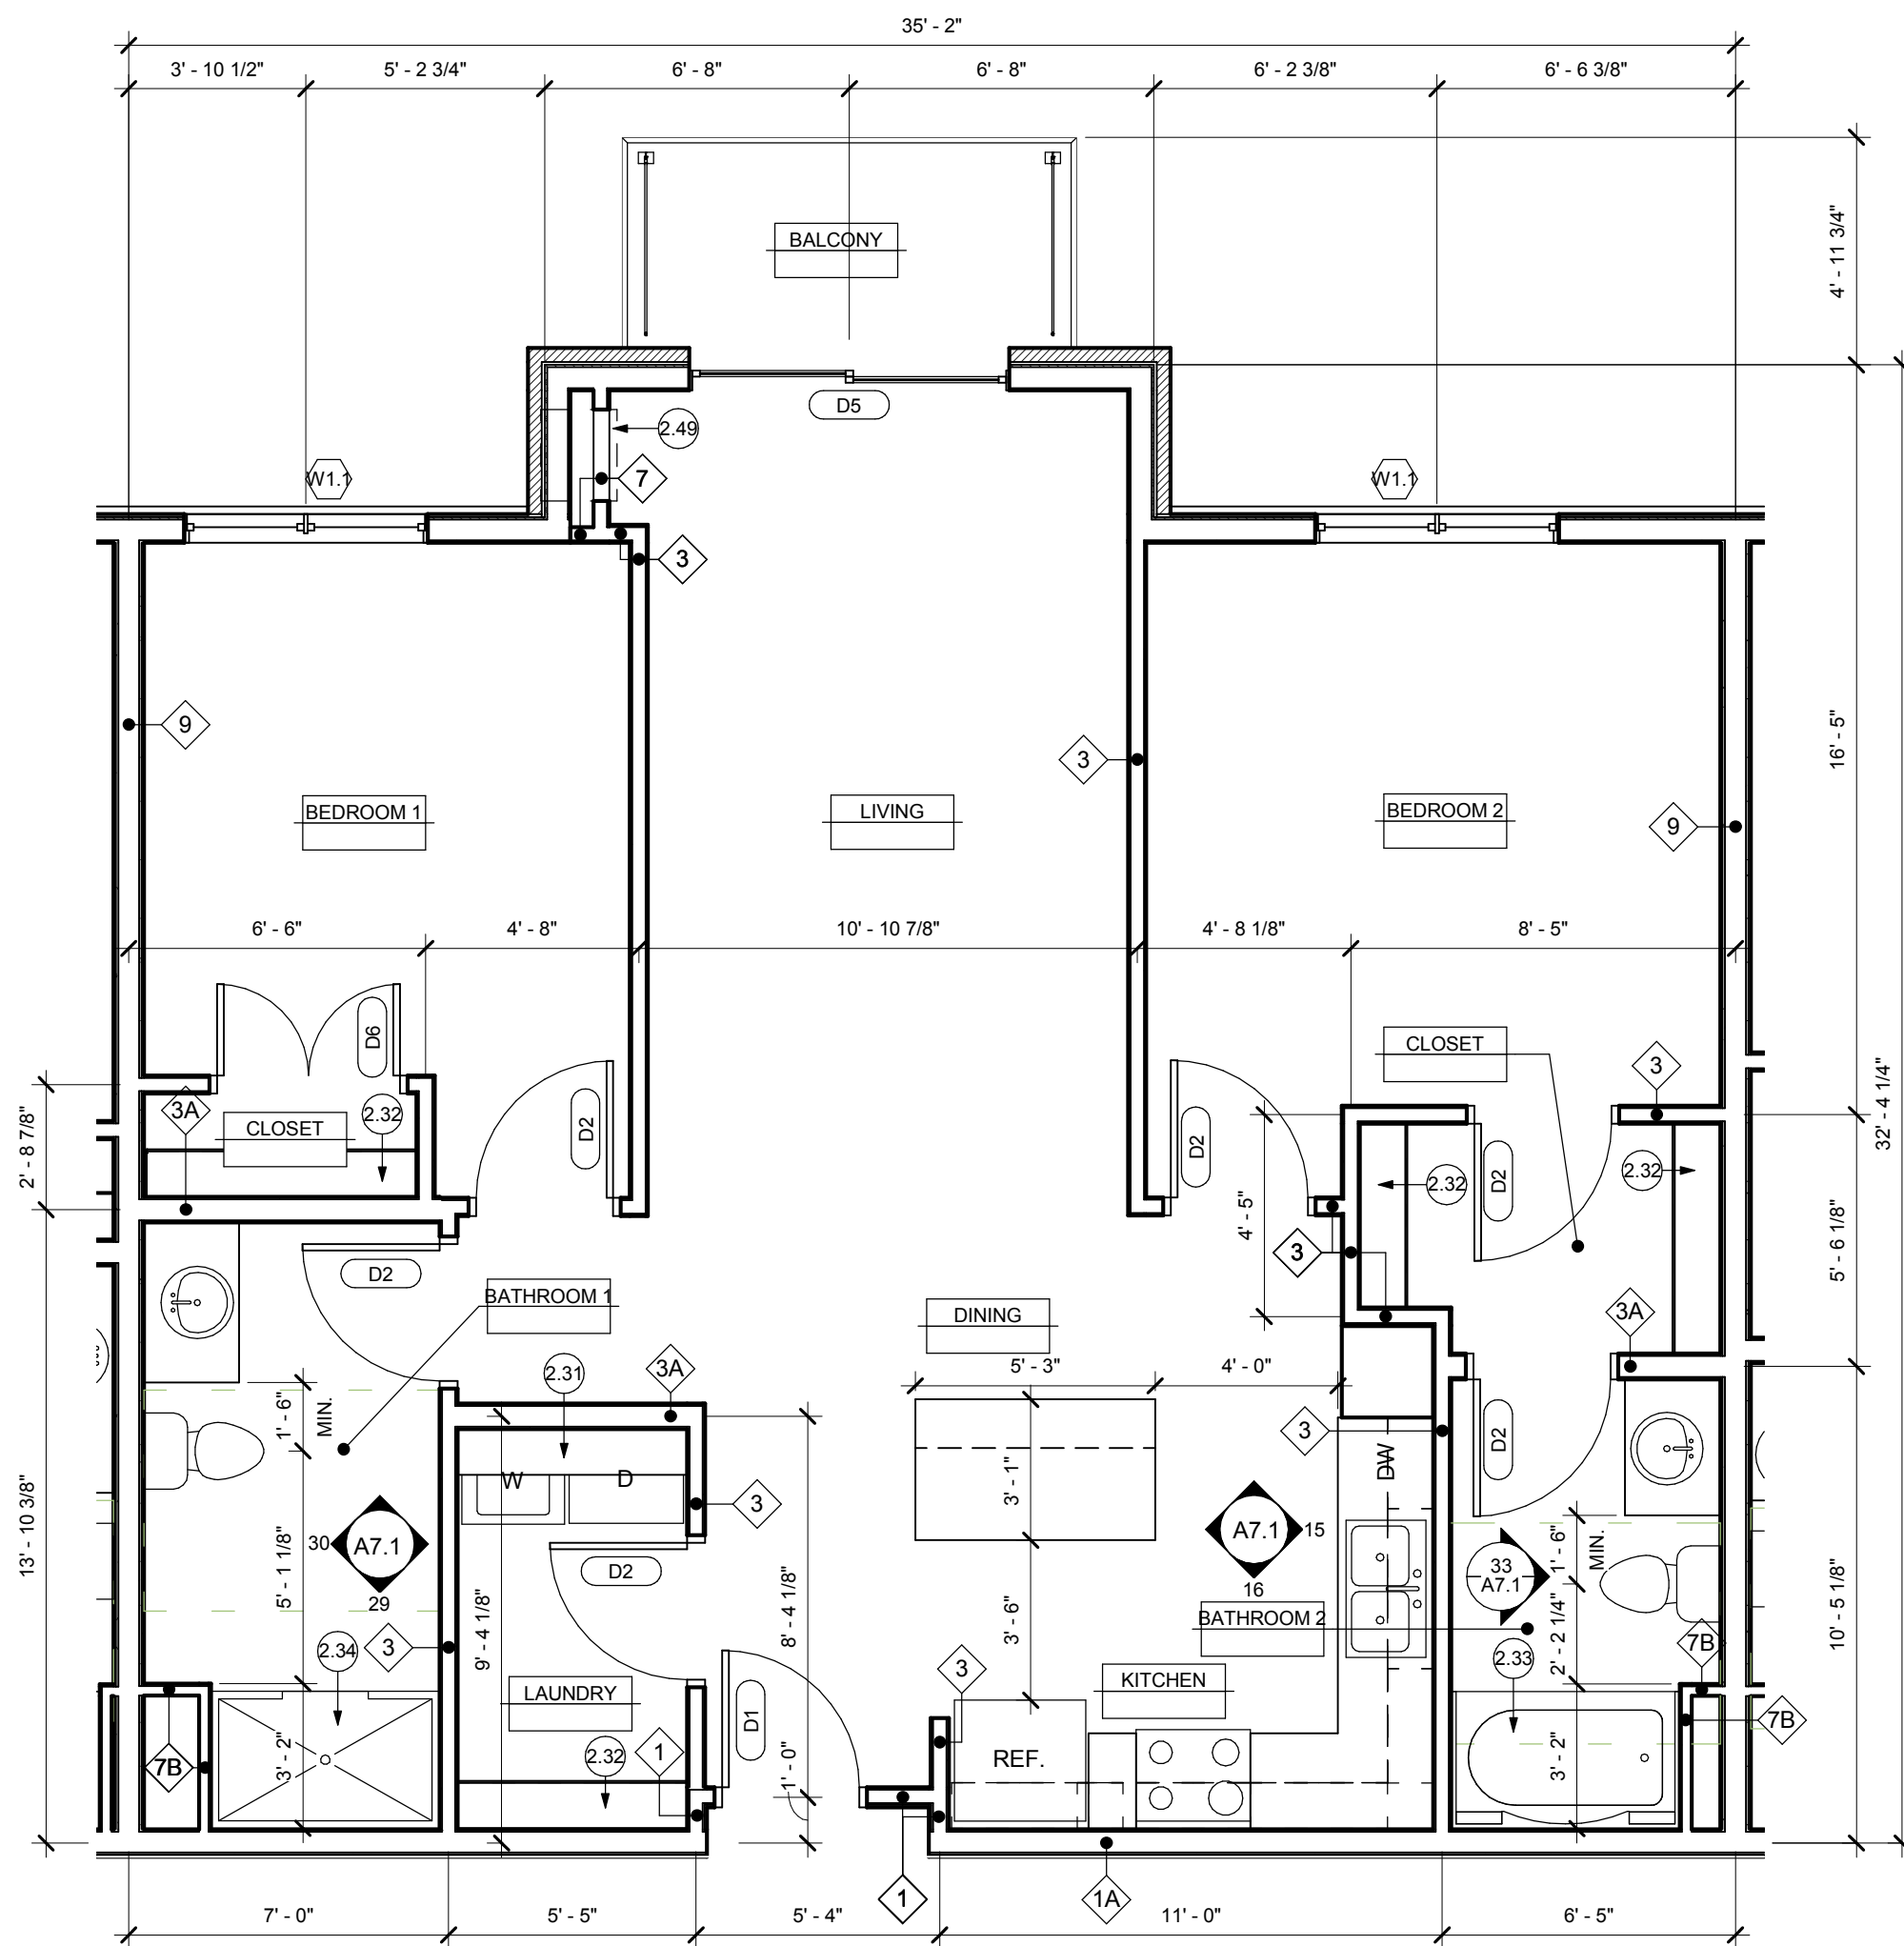 35' - 2"
3' - 10 1/2"
5' - 2 3/4"
6' - 8"
6' - 8"
6' - 2 3/8"
6' - 6 3/8"
4' - 11 3/4"
BALCONY
D5
2.49
7
W1.1
W1.1
3
9
3
16' - 5"
BEDROOM 1
LIVING
BEDROOM 2
9
6' - 6"
4' - 8"
10' - 10 7/8"
4' - 8 1/8"
8' - 5"
D6
CLOSET
3
32' - 4 1/4"
3A
2.32
CLOSET
D2
D2
2' - 8 7/8"
2.32
D2
2.32
4' - 5"
3
5' - 6 1/8"
D2
BATHROOM 1
DINING
3A
2.31
3A
5' - 3"
4' - 0"
1' - 6"
MIN.
3
D2
W
D
3' - 1"
DW
3
13' - 10 3/8"
30
A7.1
29
A7.1
15
16
1' - 6"
MIN.
33
A7.1
5' - 1 1/8"
D2
9' - 4 1/8"
8' - 4 1/8"
3' - 6"
BATHROOM 2
2' - 2 1/4"
7B
10' - 5 1/8"
2.34
3
2.33
3
LAUNDRY
KITCHEN
D1
7B
7B
3' - 2"
2.32
1
1' - 0"
REF.
3' - 2"
1
1A
7' - 0"
5' - 5"
5' - 4"
11' - 0"
6' - 5"